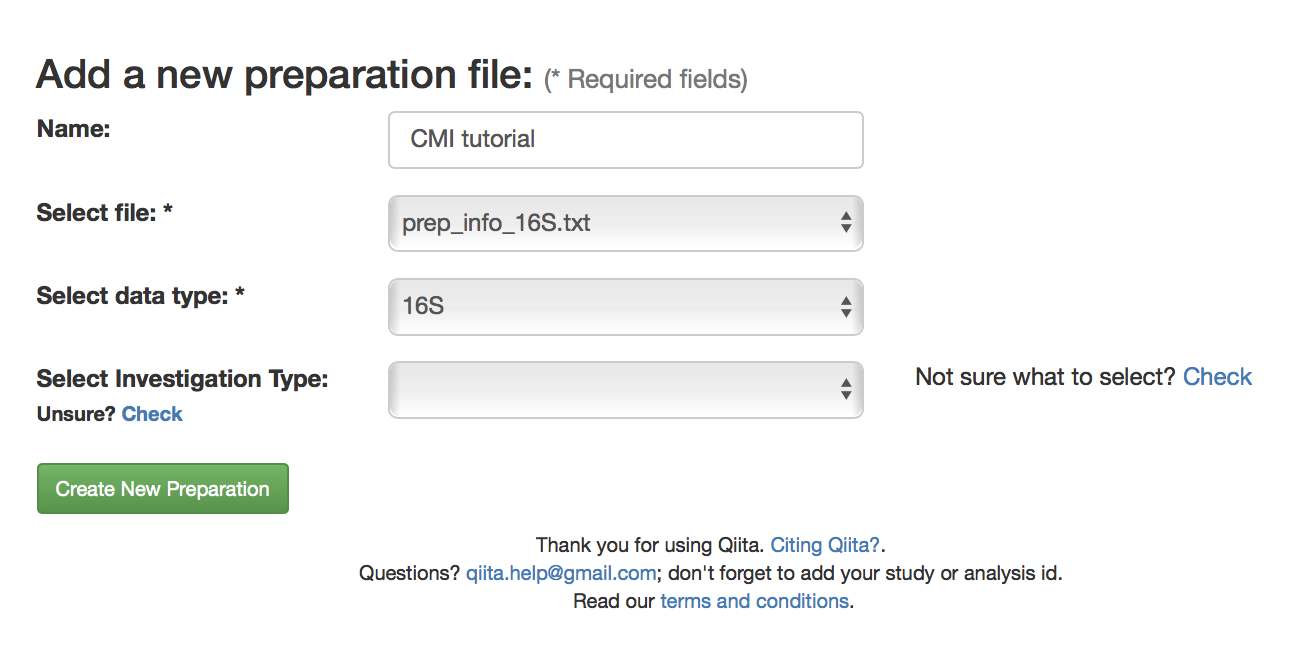 Add a new preparation file: (* Required fields)
Name:
CMI tutorial
Select file: *
prep_info_16S.txt
Select data type: *
16S
Select Investigation Type:
Not sure what to select? Check
Unsure? Check
Create New Preparation
Thank you for using Qiita. Citing Qiita?.
Questions? qiita.help@gmail.com; don't forget to add your study or analysis id.
Read our terms and conditions.